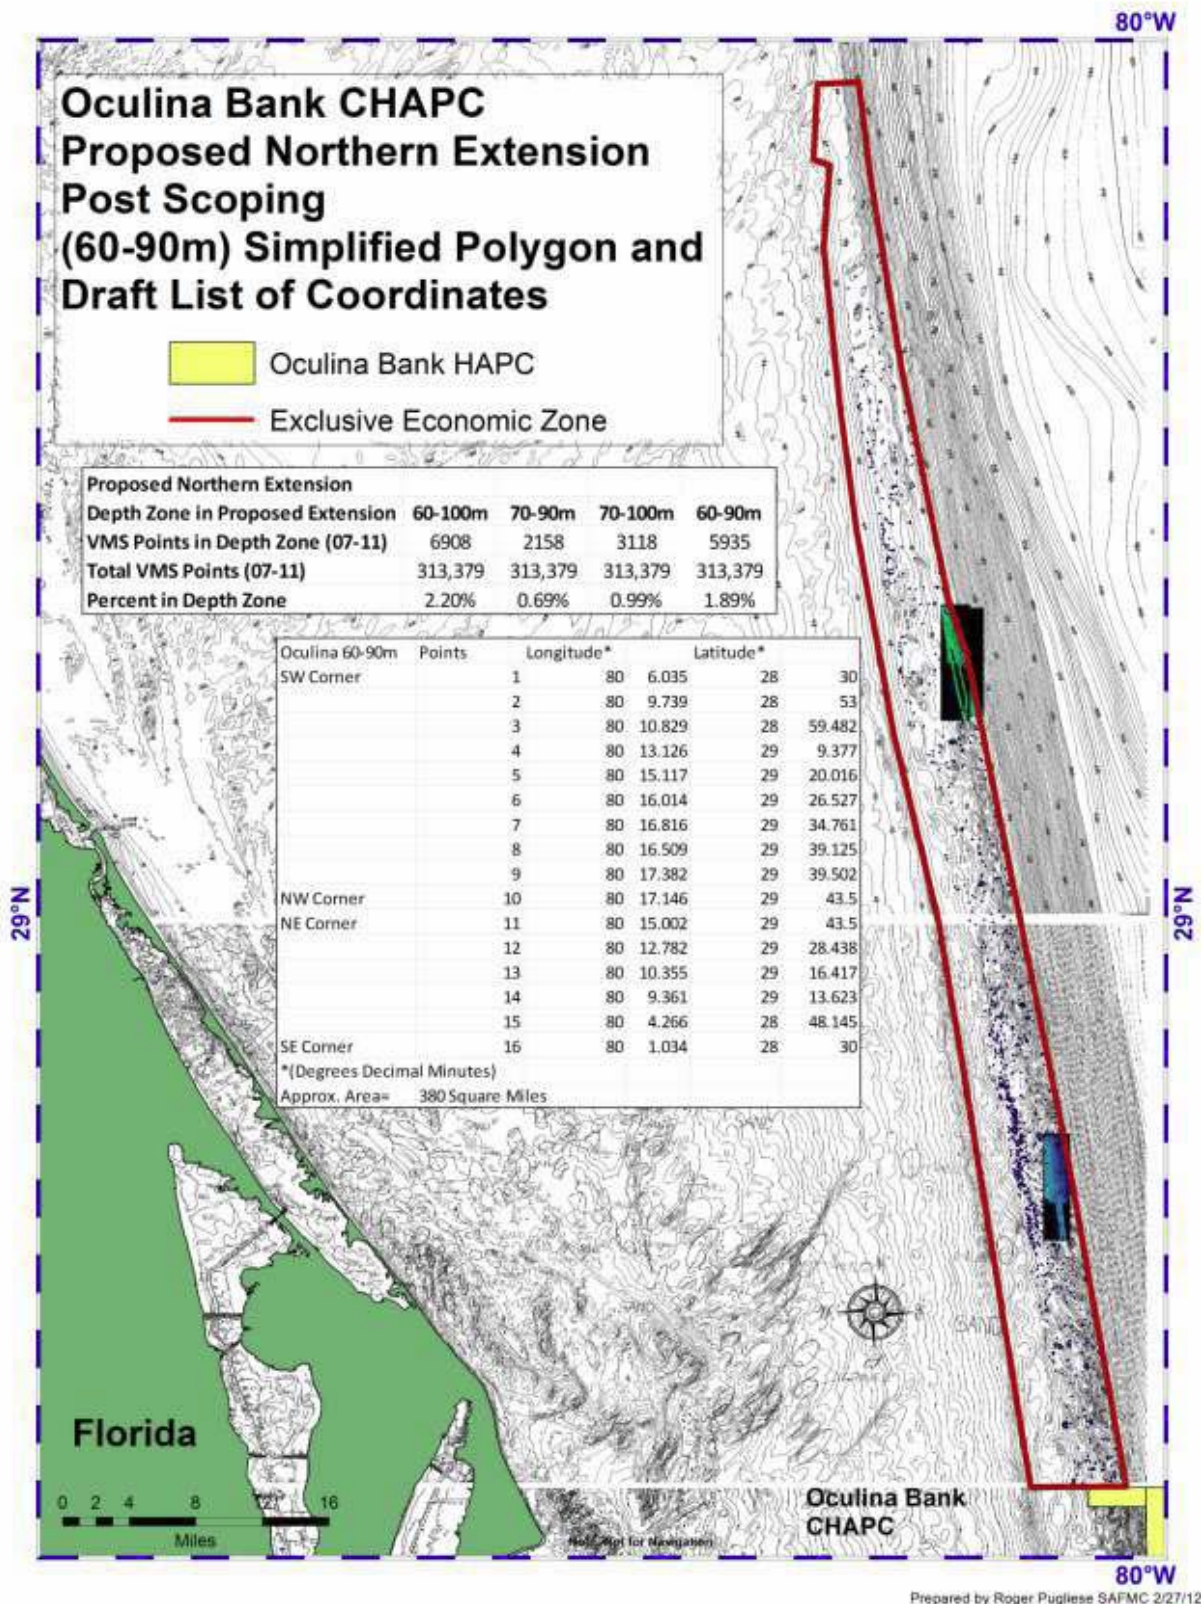 80°W
Oculina Bank CHAPC
Proposed Northern Extension
Post Scoping
(60-90m) Simplified Polygon and
Draft List of Coordinates
Oculina Bank HAPC
Exclusive Economic Zone
Proposed Northern Extension
Depth Zone in Proposed Extension 60-100m 70-90m 70-100m 60-90m
VMS Points in Depth Zone (07-11) 6908 2158 3118 5935
Total VMS Points (07-11) 313,379 313,379 313,379 313,379
Percent in Depth Zone 2.20% 0.69% 0.99% 1.89%
Oculina 60-90m Points Longitude* Latitude*
SW Corner 1 80 6.035 28 30
2 80 9.739 28 53
3 80 10.829 28 59.482
4 80 13.126 29 9.377
5 80 15.117 29 20.016
6 80 16.014 29 26.527
7 80 16.816 29 34.761
8 80 16.509 29 39.125
9 80 17.382 29 39.502
NW Corner 10 80 17.146 29 43.5
NE Corner 11 80 15.002 29 43.5
12 80 12.782 29 28.438
13 80 10.355 29 16.417
14 80 9.361 29 13.623
15 80 4.266 28 48.145
SE Corner 16 80 1.034 28 30
*(Degrees Decimal Minutes)
Approx. Area= 380 Square Miles
29°N
29°N
SAND
SAND
Florida
0 2 4 8 12 16
Miles
Oculina Bank
CHAPC
Note: Not for Navigation
80°W
Prepared by Roger Pugliese SAFMC 2/27/12